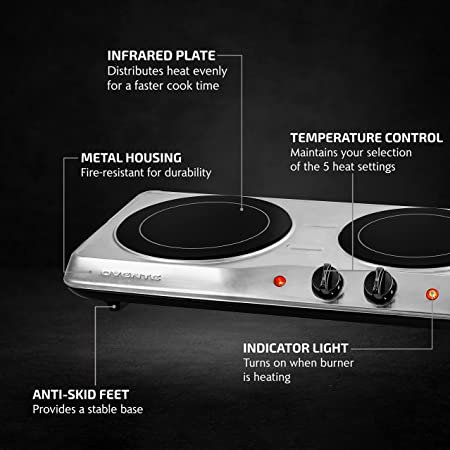 INFRARED PLATE
Distributes heat evenly
for a faster cook time
TEMPERATURE CONTROL
Maintains your selection
of the 5 heat settings
METAL HOUSING
Fire-resistant for durability
OVENTE
INDICATOR LIGHT
Turns on when burner
is heating
ANTI-SKID FEET
Provides a stable base